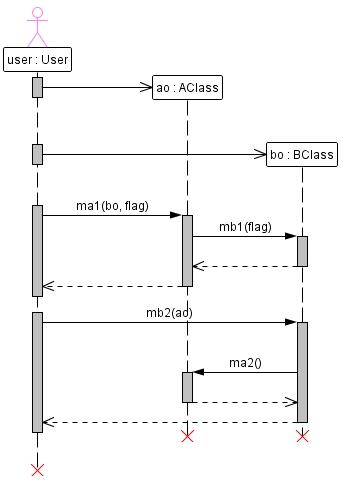 user : User
ao : AClass
bo : BClass
ma1(bo, flag)
mb1(flag)
mb2(ao)
ma2()